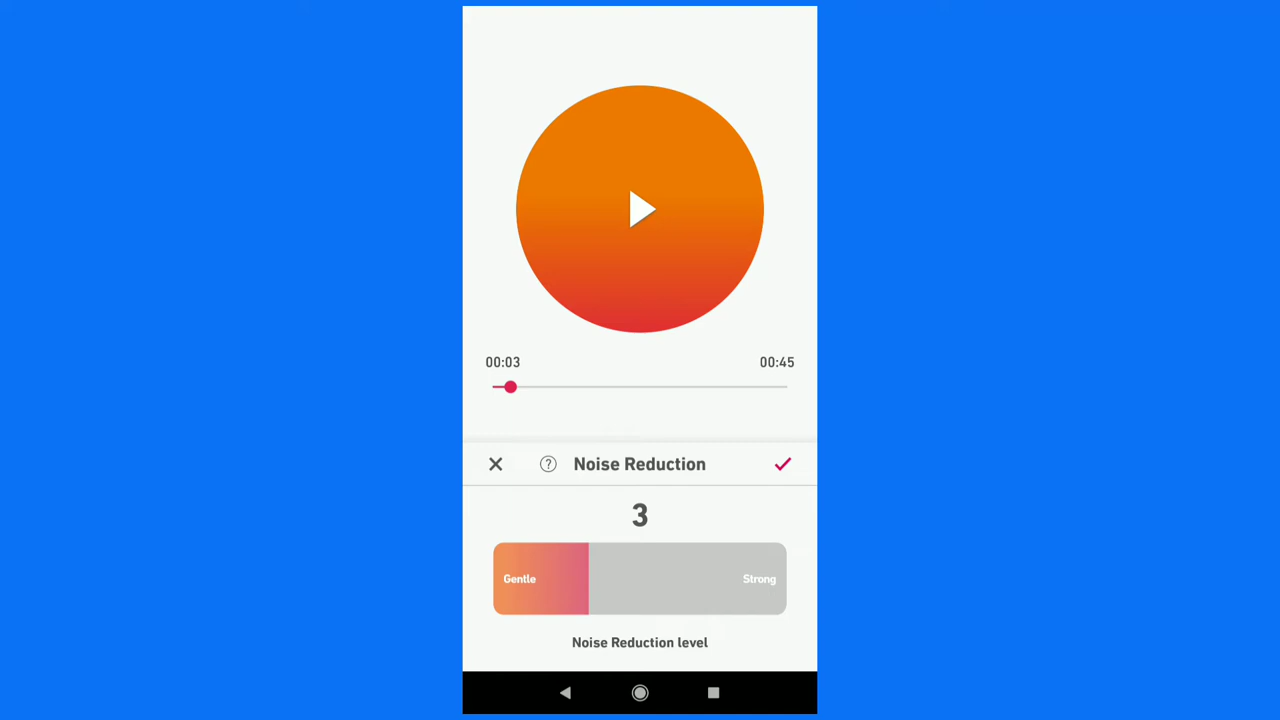 00:03 00:45
Noise Reduction
3
Gentle Strong
Noise Reduction level